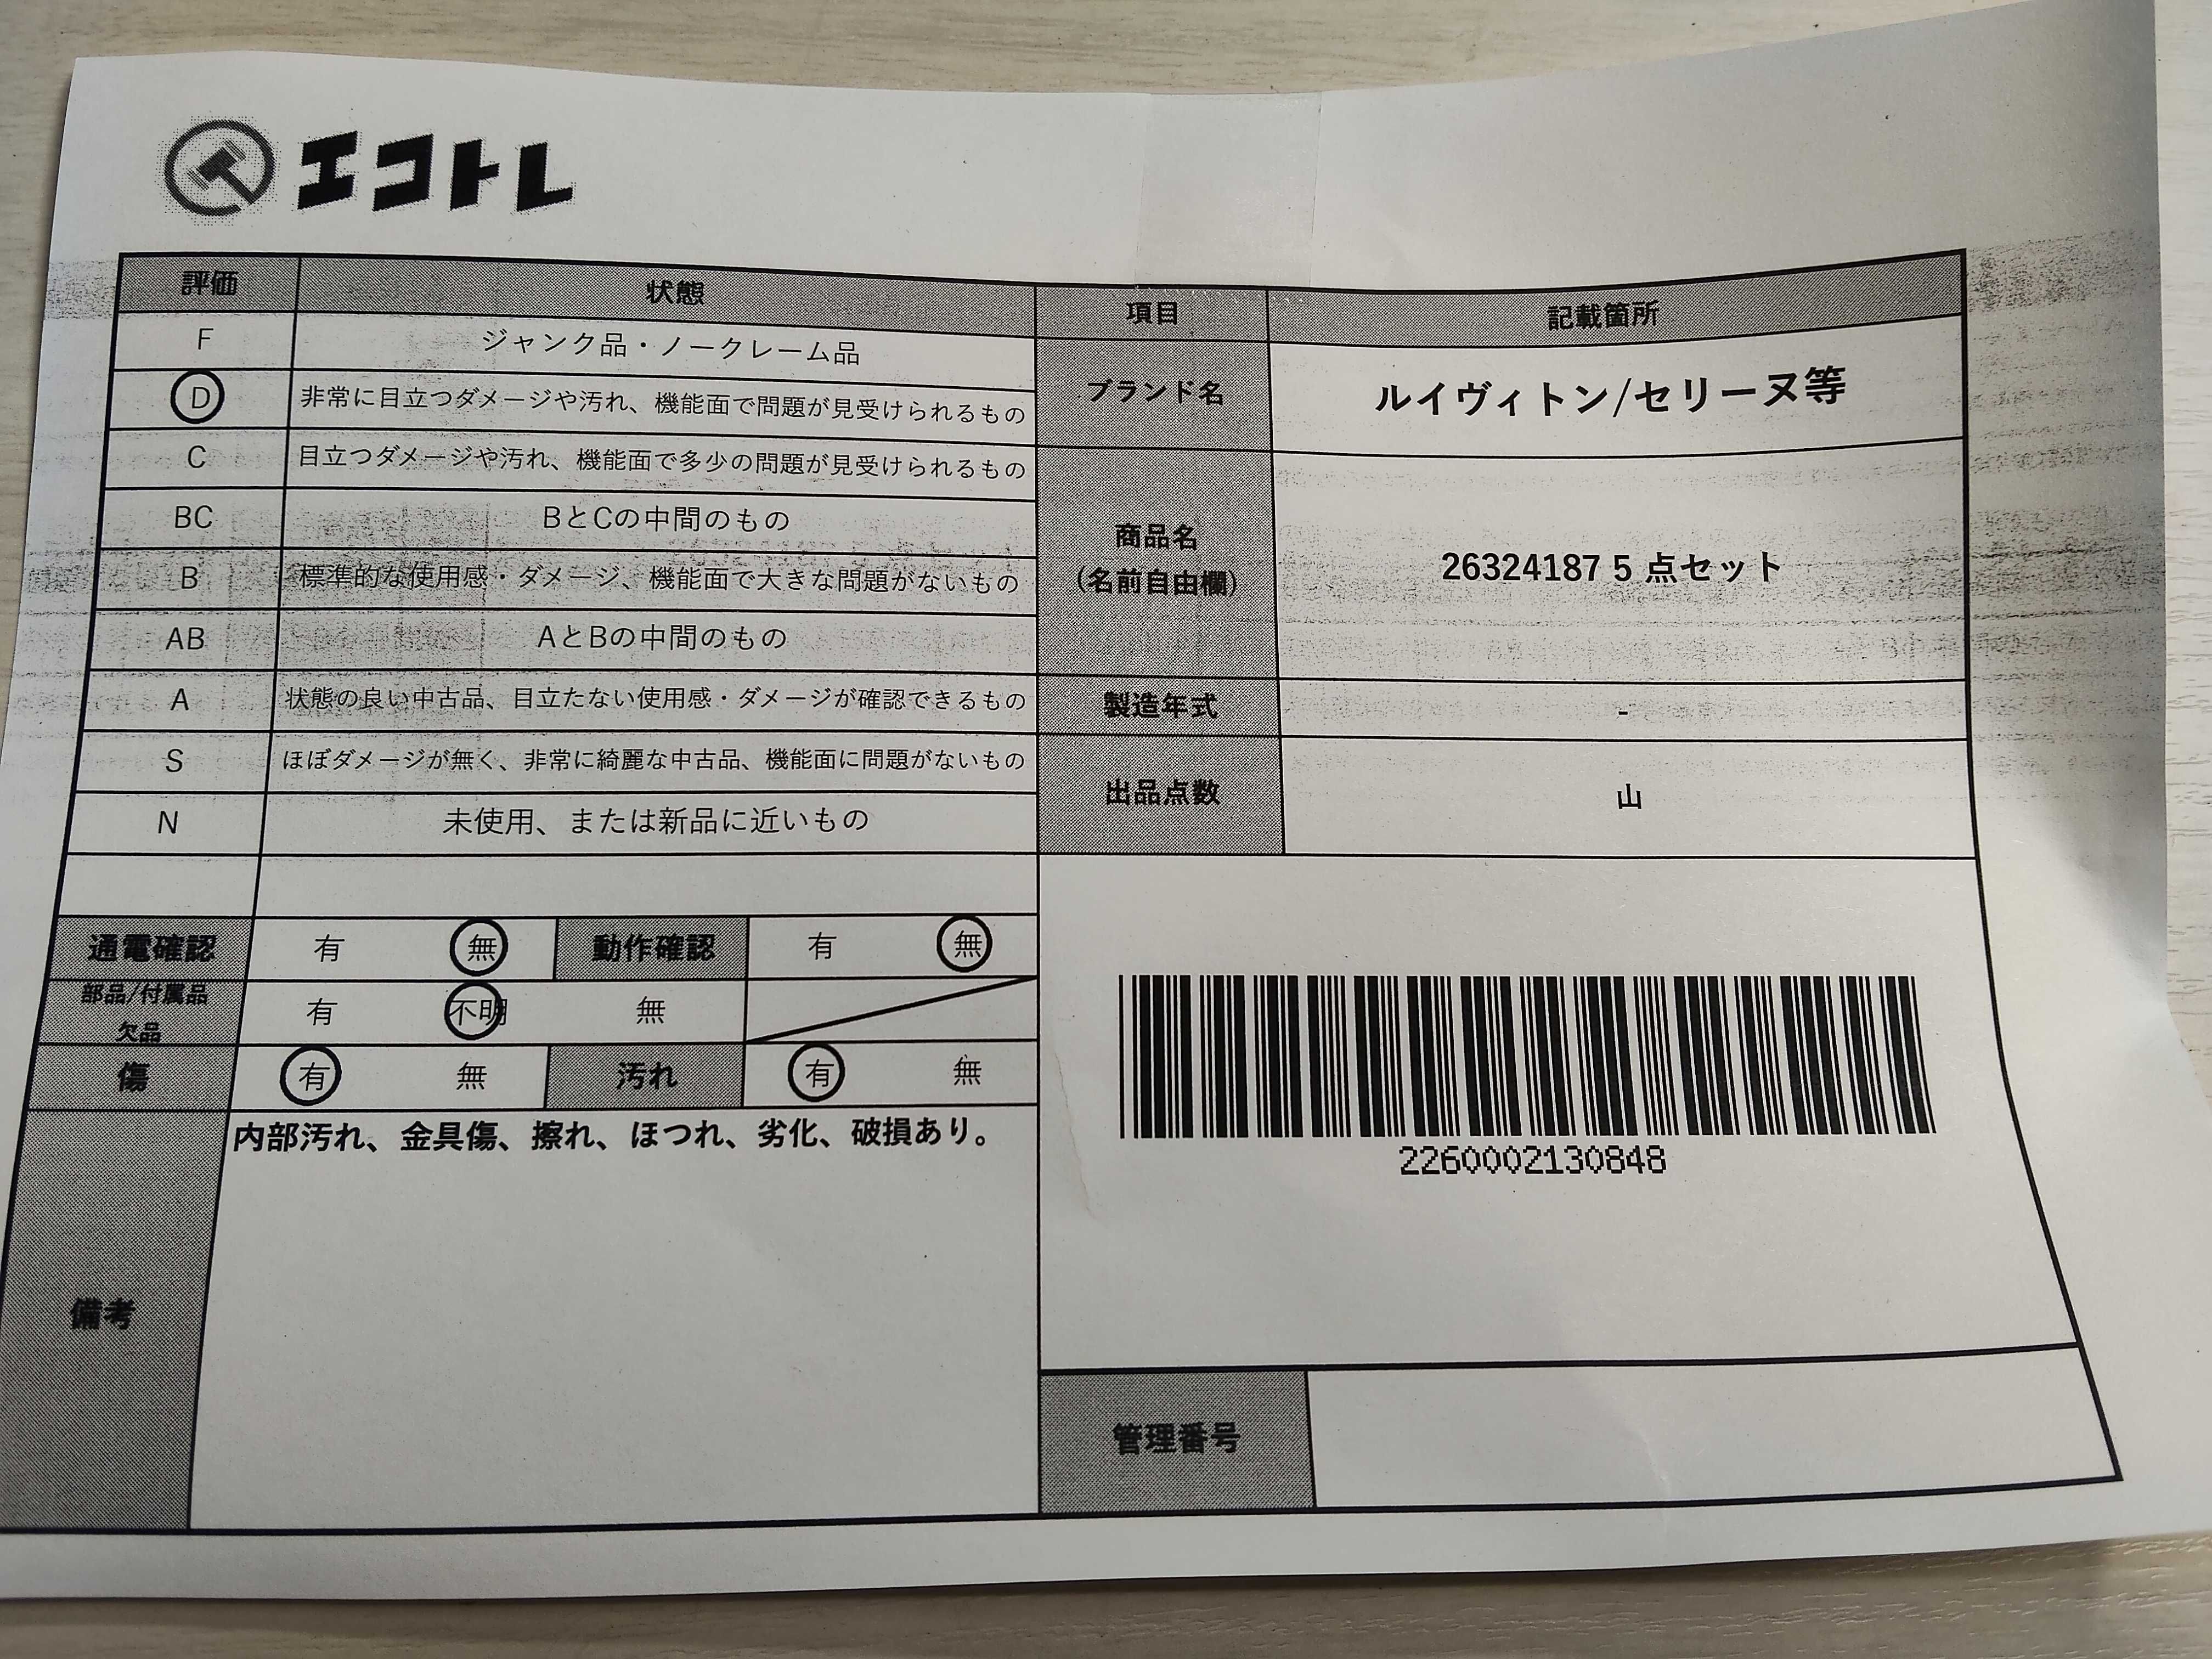 エコトレ
評価 状態
F ジャンク品・ノークレーム品
D 非常に目立つダメージや汚れ、機能面で問題が見受けられるもの
C 目立つダメージや汚れ、機能面で多少の問題が見受けられるもの
BC BとCの中間のもの
B 標準的な使用感・ダメージ、機能面で大きな問題がないもの
AB AとBの中間のもの
A 状態の良い中古品、目立たない使用感・ダメージが確認できるもの
S ほぼダメージが無く、非常に綺麗な中古品、機能面に問題がないもの
N 未使用、または新品に近いもの
通電確認 有 無 動作確認 有 無
部品/付属品
欠品
有 不明 無
傷 有 無 汚れ 有 無
備考
内部汚れ、金具傷、擦れ、ほつれ、劣化、破損あり。
項目 記載箇所
ブランド名 ルイヴィトン/セリーヌ等
商品名
(名前自由欄)
26324187 5 点セット
製造年式 -
出品点数 山
2260002130848
管理番号